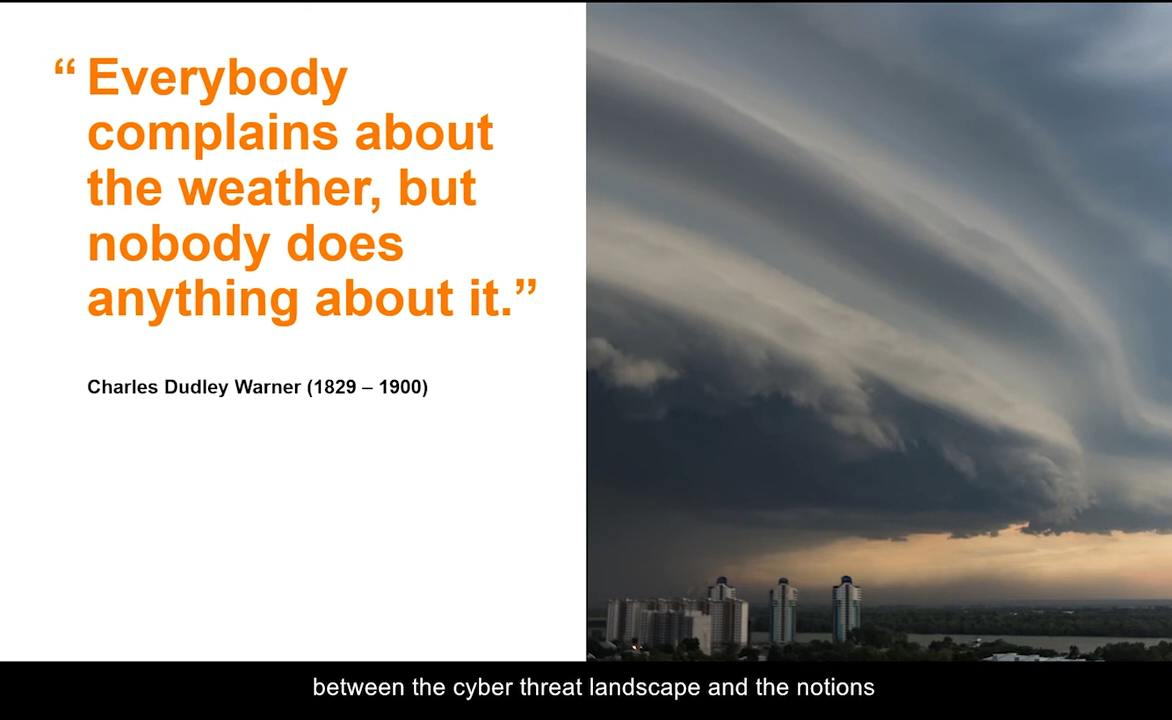 “ Everybody
complains about
the weather, but
nobody does
anything about it.”
Charles Dudley Warner (1829 – 1900)
between the cyber threat landscape and the notions